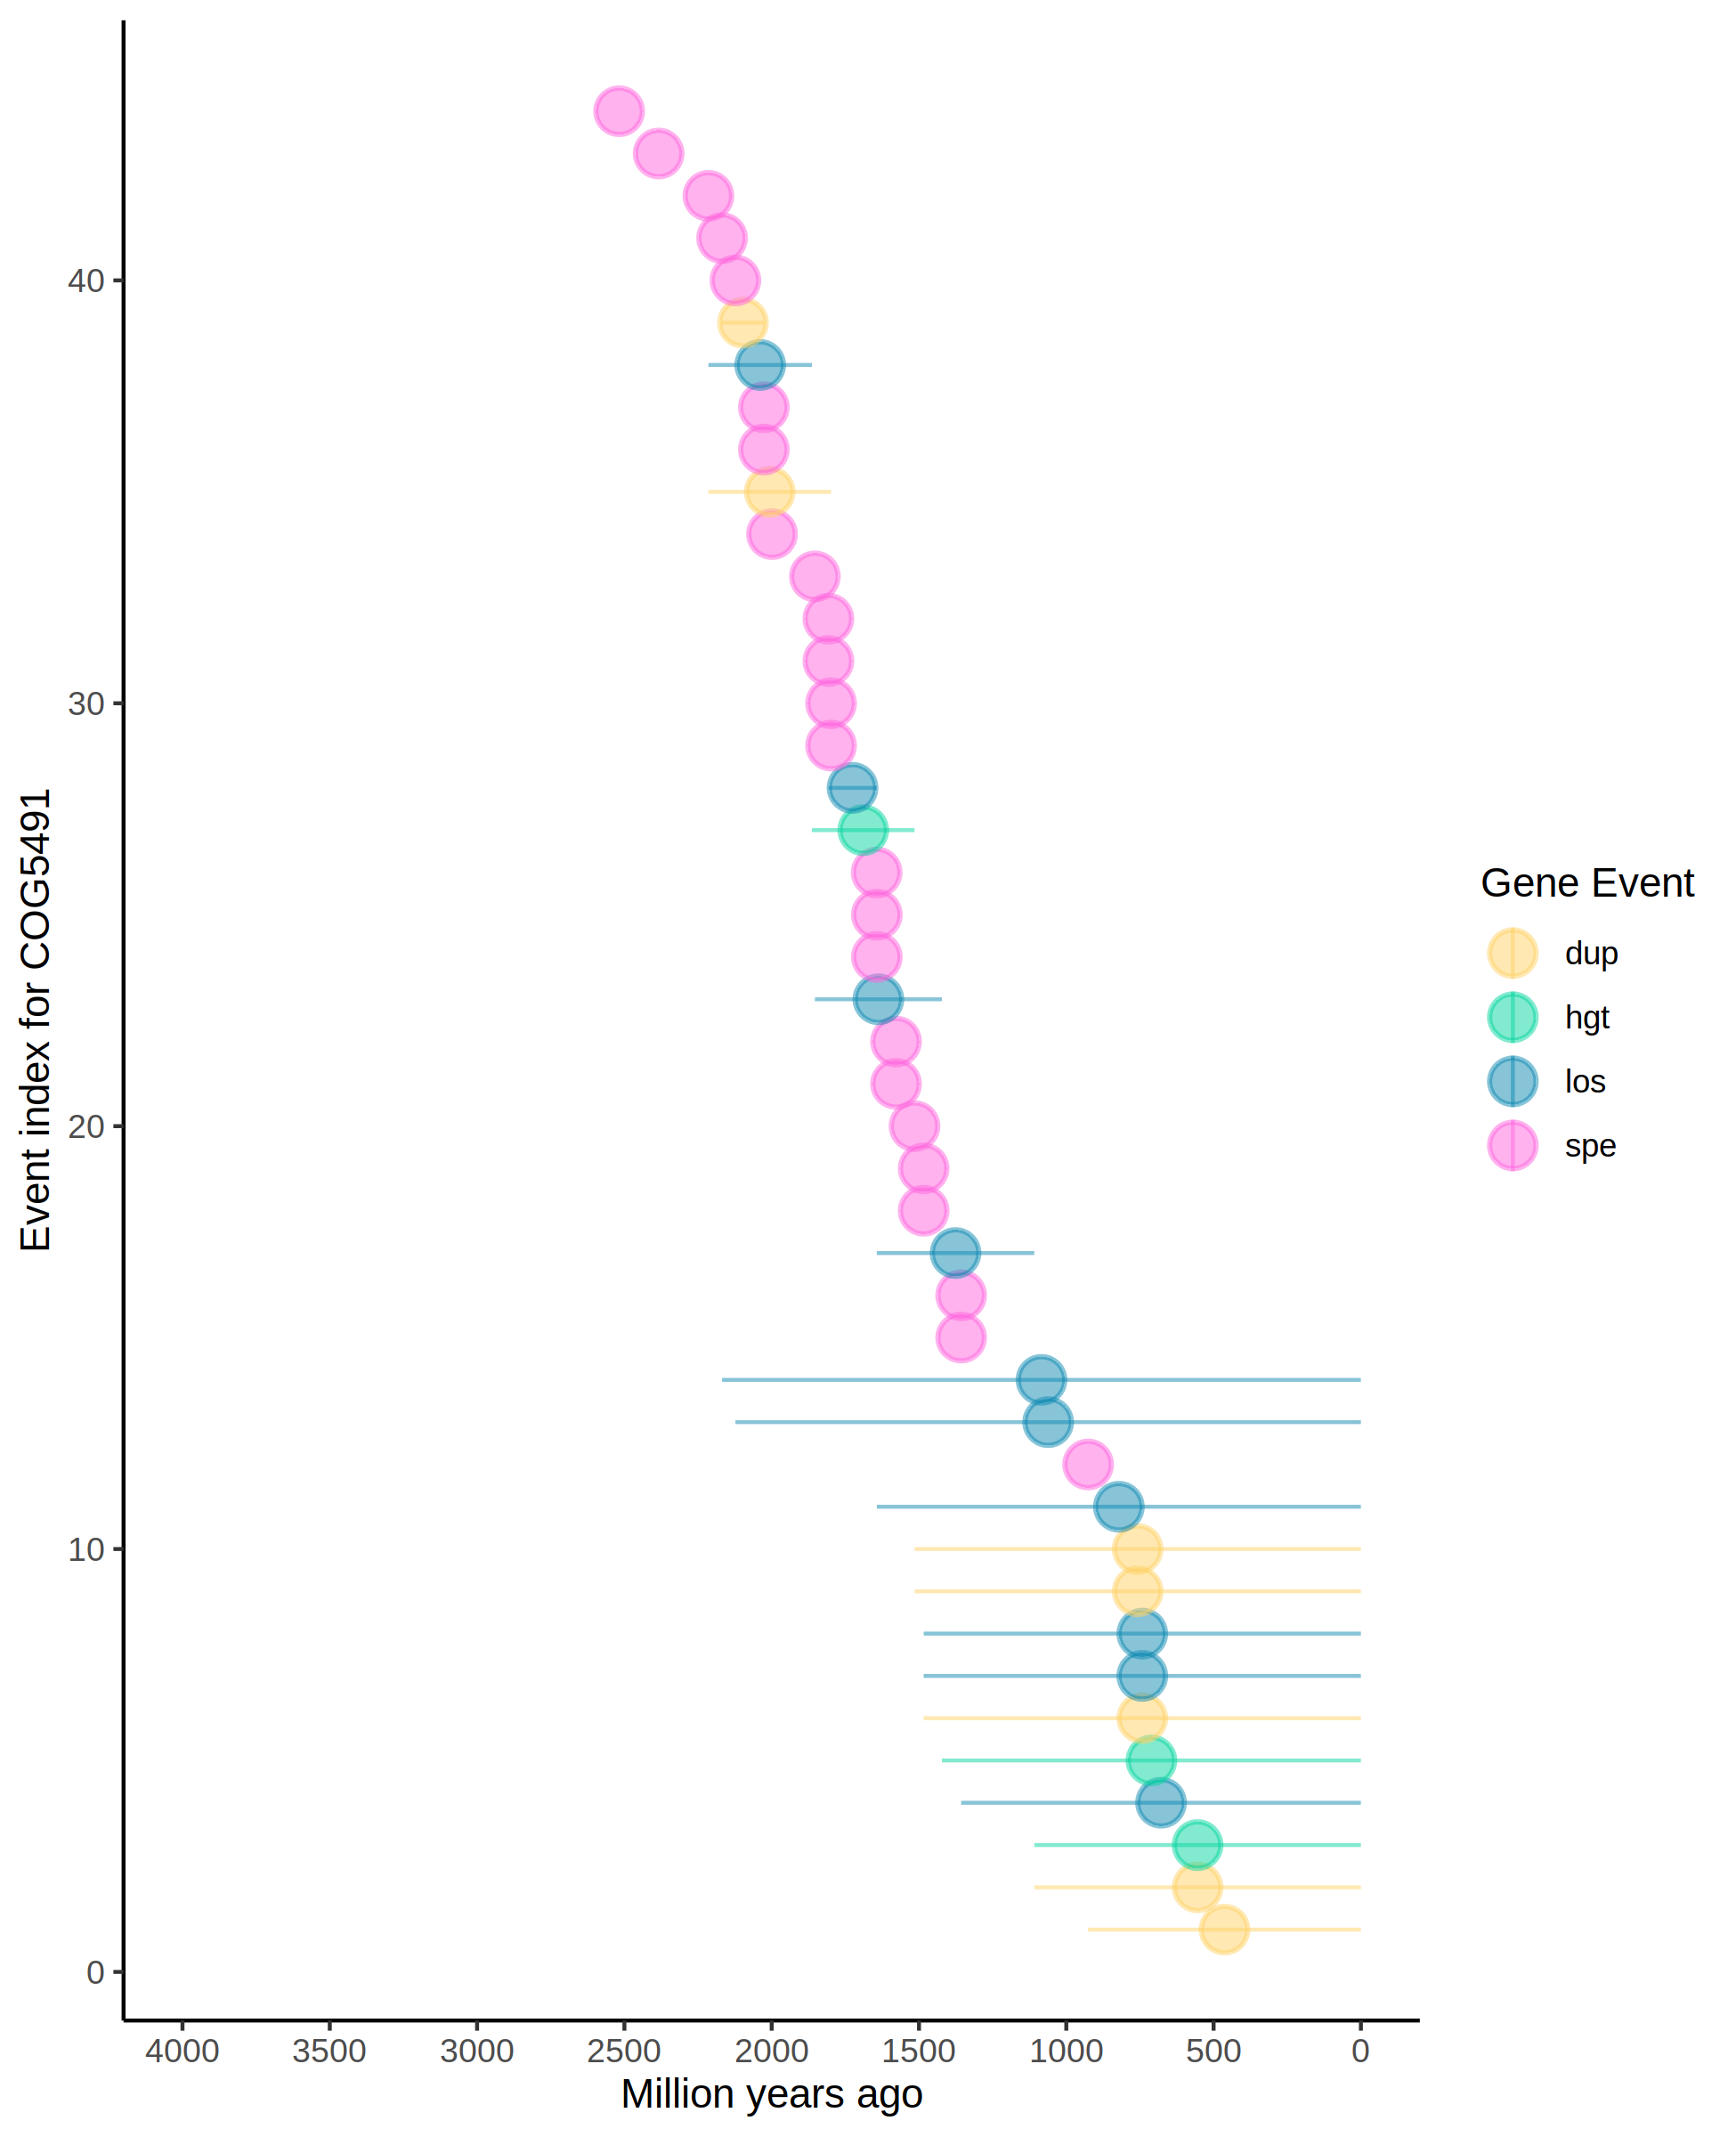 Event index for COG5491
40
30
20
10
0
4000 3500 3000 2500 2000 1500 1000 500 0
Million years ago
Gene Event
dup
hgt
los
spe